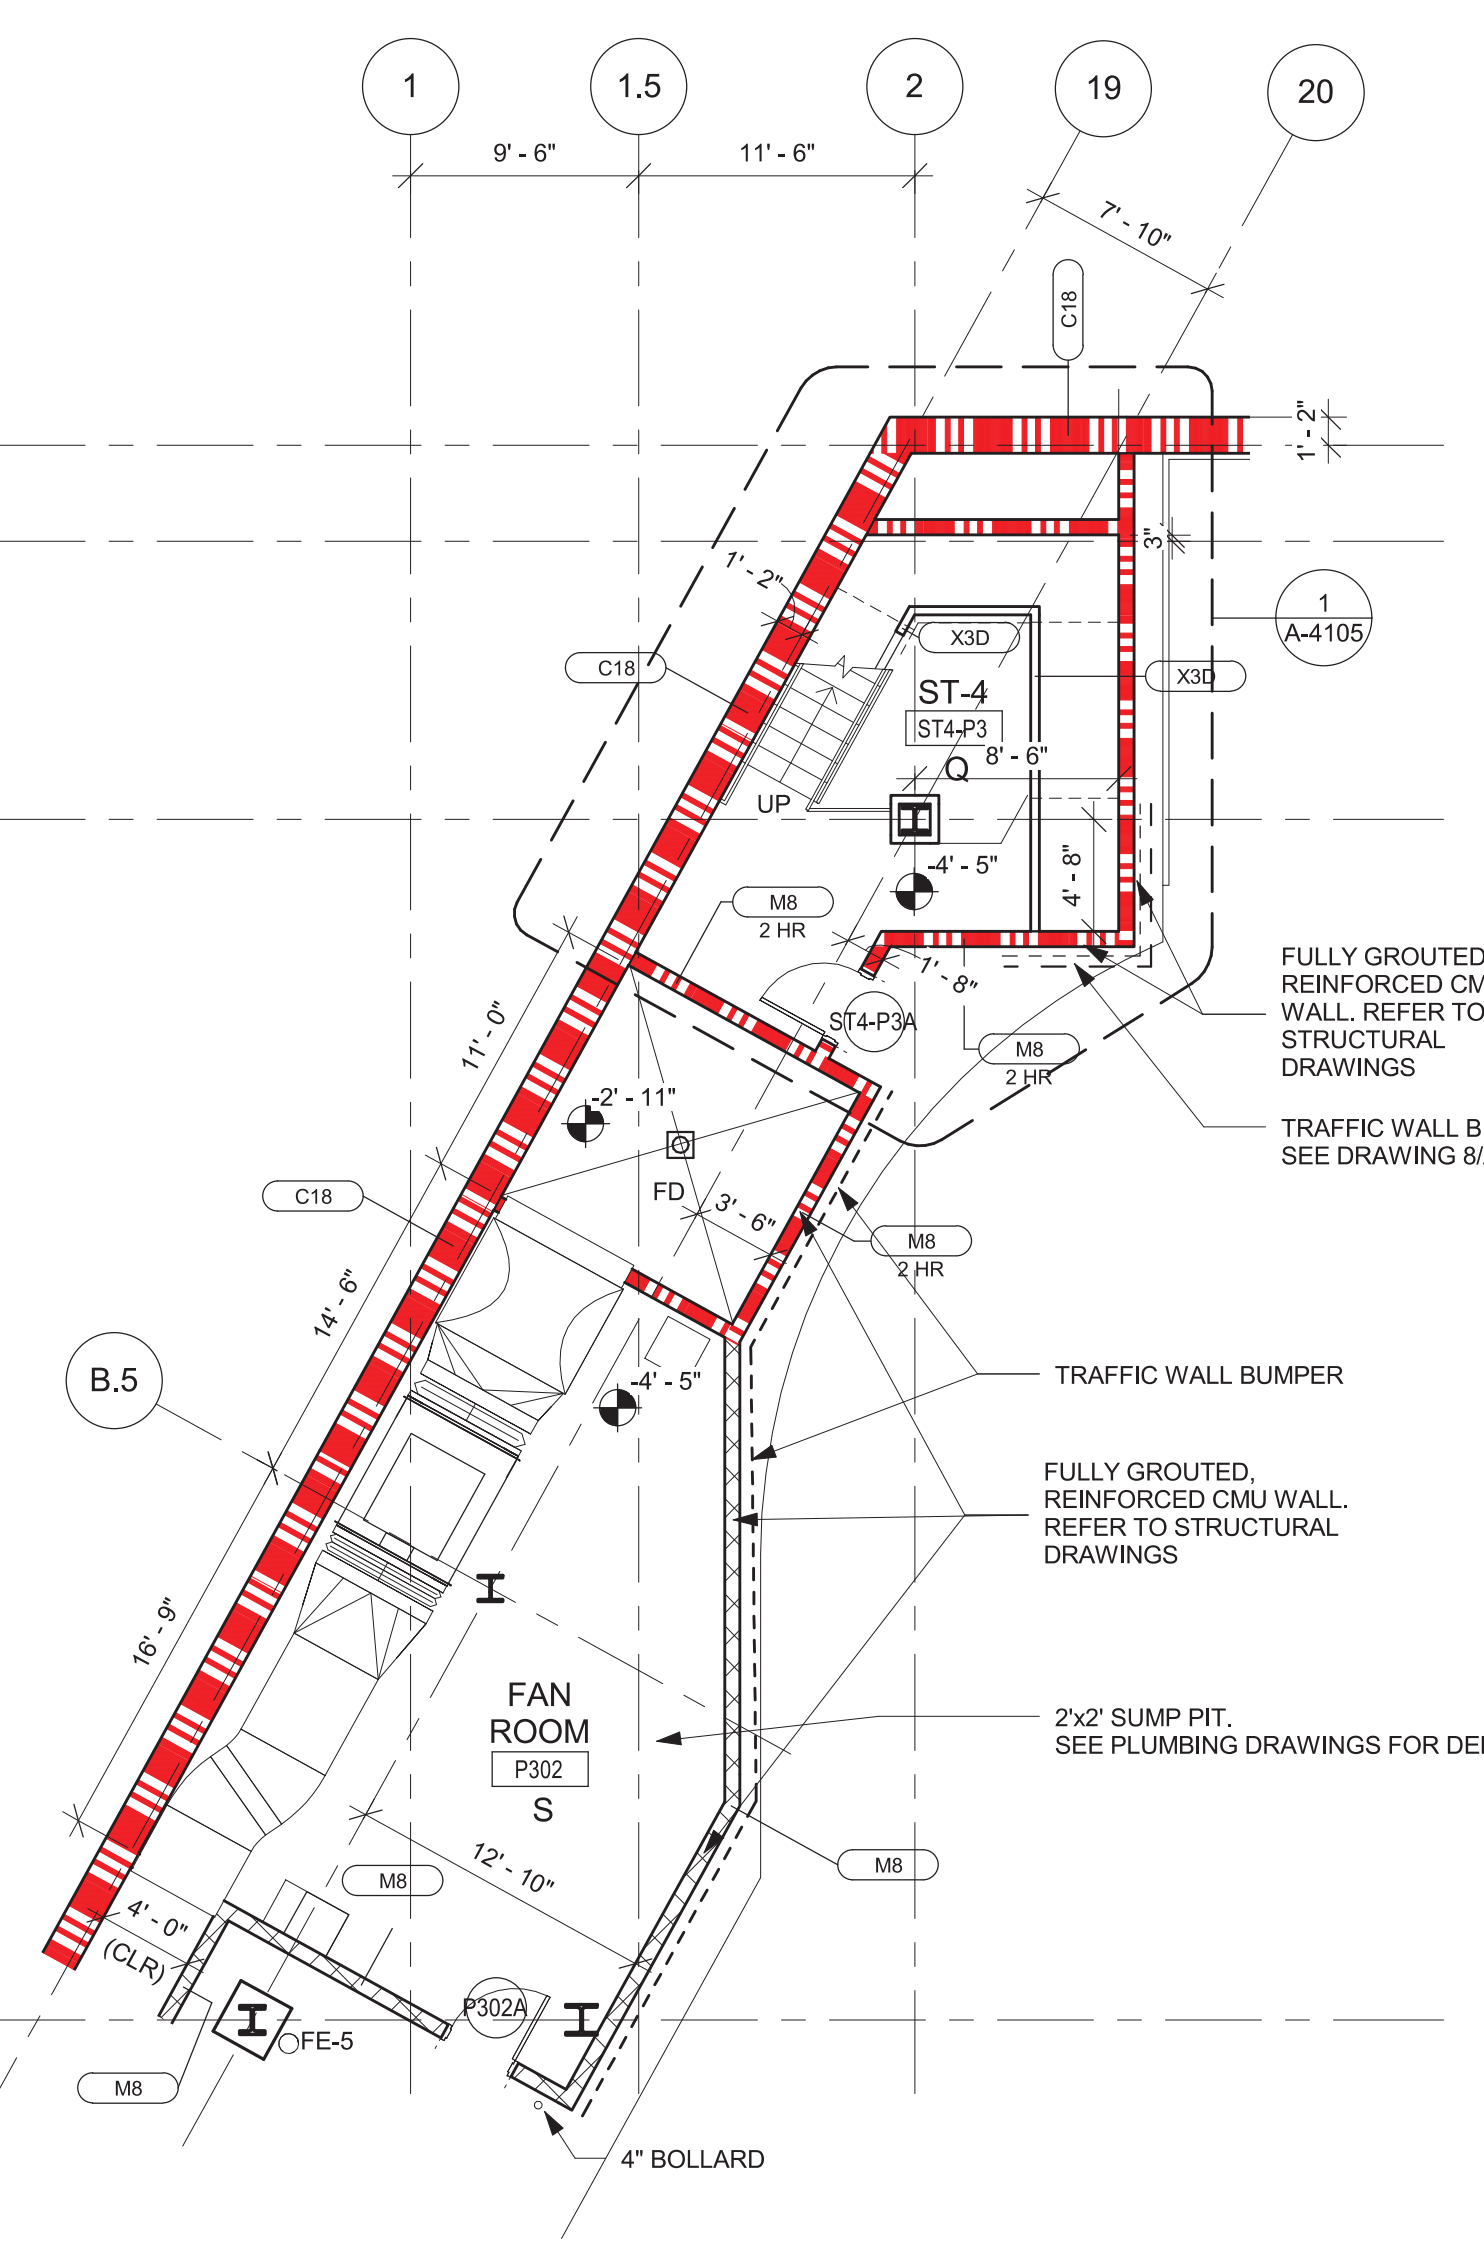 1
1.5
2
19
20
9' - 6"
11' - 6"
7' - 10"
C18
1' - 2"
3"
1' - 2"
1
A-4105
X3D
C18
X3D
ST-4
ST4-P3
8' - 6"
Q
UP
-4' - 5"
4' - 8"
M8
2 HR
1' - 8"
FULLY GROUTED
REINFORCED CM
WALL. REFER TO
STRUCTURAL
DRAWINGS
ST4-P3A
11' - 0"
M8
2 HR
-2' - 11"
TRAFFIC WALL B
SEE DRAWING 8/
FD
C18
3' - 6"
M8
2 HR
14' - 6"
B.5
-4' - 5"
TRAFFIC WALL BUMPER
FULLY GROUTED,
REINFORCED CMU WALL.
REFER TO STRUCTURAL
DRAWINGS
16' - 9"
FAN
ROOM
P302
S
2'x2' SUMP PIT.
SEE PLUMBING DRAWINGS FOR DE
12' - 10"
M8
M8
4' - 0"
(CLR)
P302A
FE-5
M8
4" BOLLARD